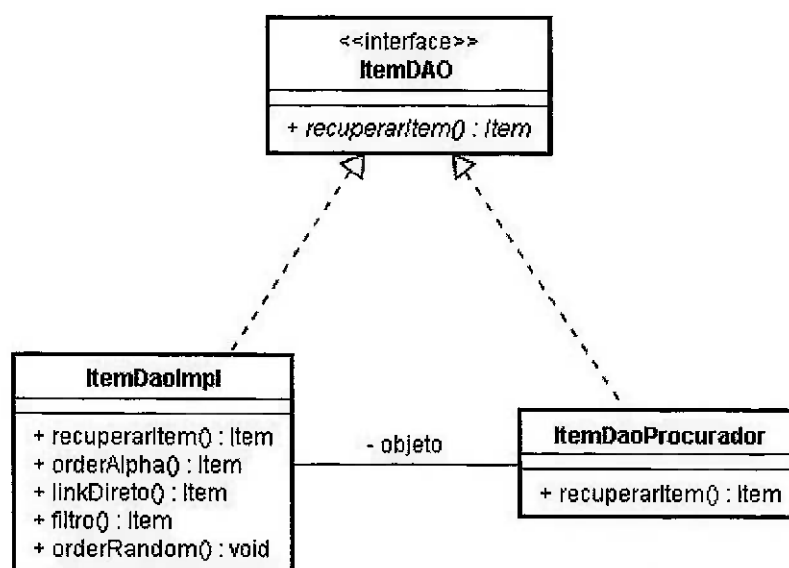 <<interface>>
ItemDAO
+ recuperarItem() : Item
ItemDaoImpl
+ recuperarItem() : Item
+ orderAlpha() : Item
+ linkDireto() : Item
+ filtro() : Item
+ orderRandom() : void
- objeto
ItemDaoProcurador
+ recuperarItem() : Item